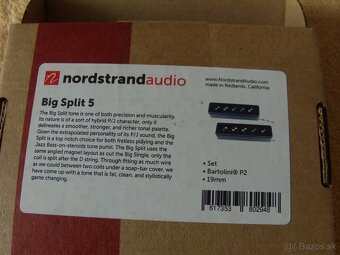 nordstrandaudio
www.NordstrandAudio.com
made in Redlands, California
Big Split 5
The Big Split tone is one of both precision and muscularity.
Its nature is of a sort of hybrid P/J character, only it
delineates a smoother, stronger, and richer tonal palette.
Given the extrapolated personality of its P/J sound, the Big
Split is a top notch choice for both fretless playing and the
Jazz Bass-on-steroids tone purist. The Big Split uses the
same angled magnet layout as the Big Single, only the
coil is split after the D string. Through fitting as much wire
as we could between two coils under a soap-bar cover, we
have come up with a tone that is fat, clean, and stylishly
game changing.
• Set
• Bartolini® P2
• 19mm
617353 802948
bazos.sk